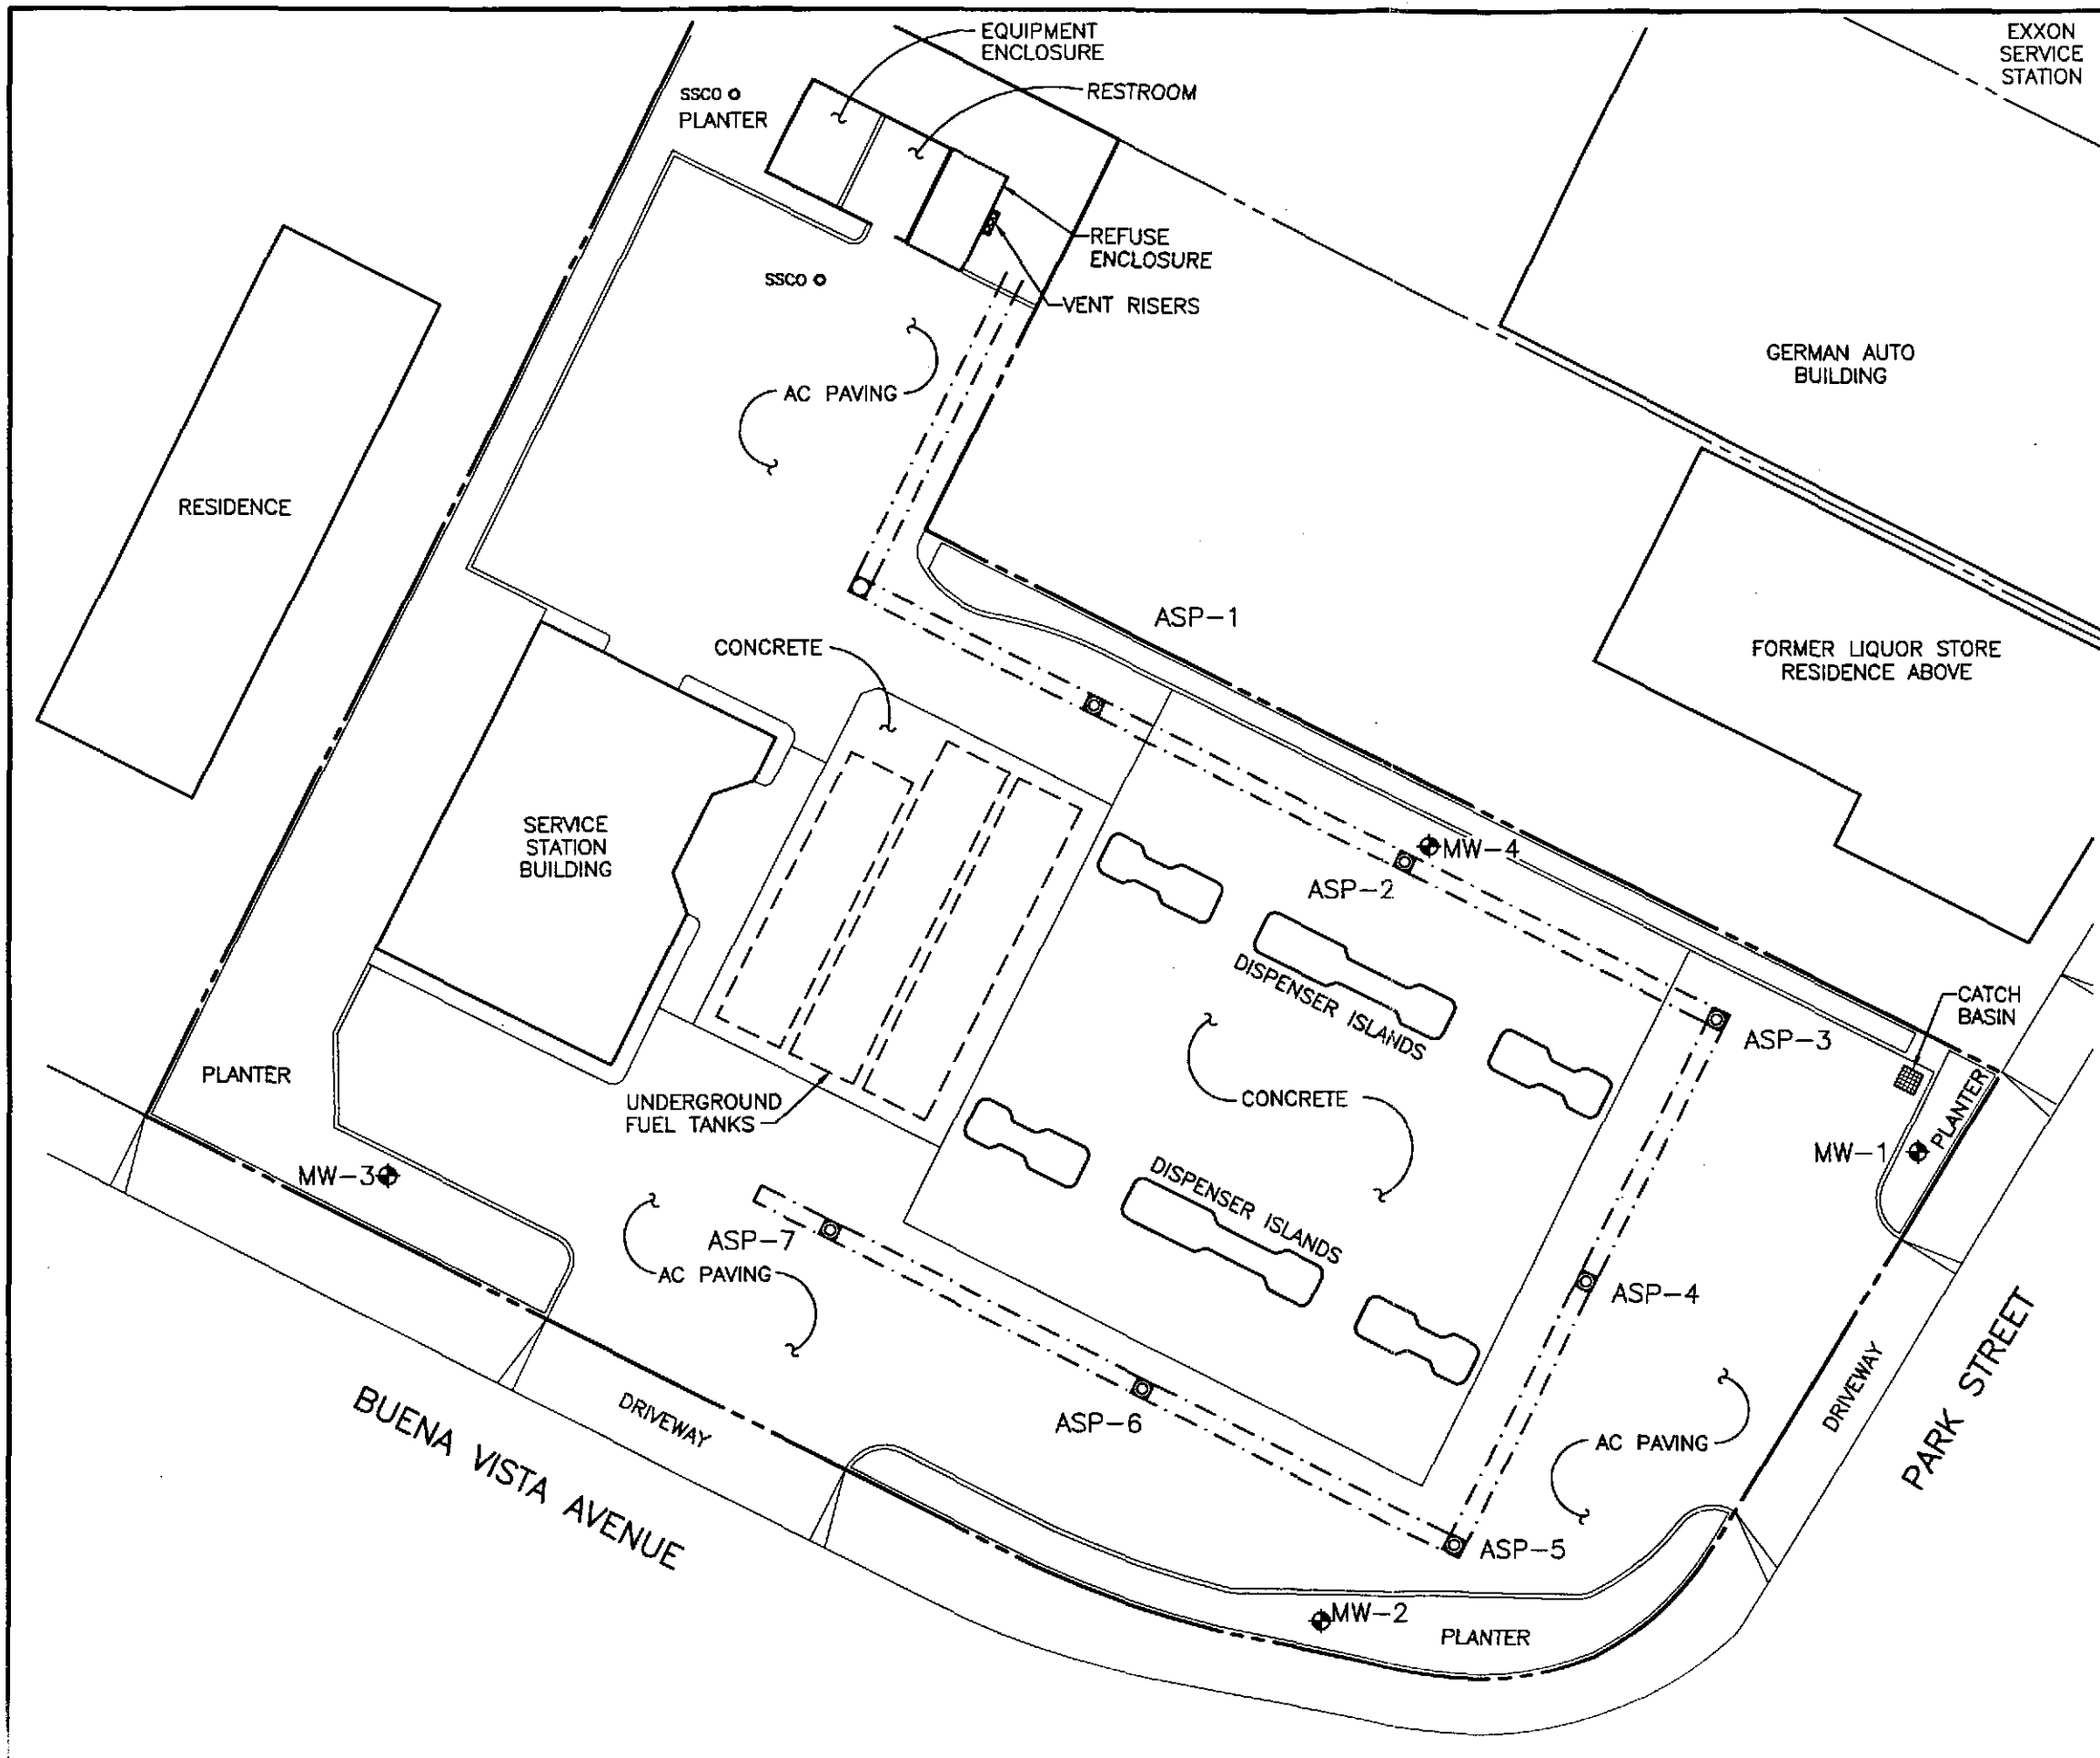 EQUIPMENT
ENCLOSURE
EXXON
SERVICE
STATION
SSCO
PLANTER
RESTROOM
REFUSE
ENCLOSURE
SSCO
VENT RISERS
GERMAN AUTO
BUILDING
AC PAVING
RESIDENCE
ASP-1
CONCRETE
FORMER LIQUOR STORE
RESIDENCE ABOVE
SERVICE
STATION
BUILDING
MW-4
ASP-2
DISPENSER ISLANDS
CATCH
BASIN
ASP-3
PLANTER
PLANTER
UNDERGROUND
FUEL TANKS
CONCRETE
MW-1
MW-3
DISPENSER ISLANDS
ASP-7
AC PAVING
ASP-4
PARK STREET
DRIVEWAY
BUENA VISTA AVENUE
DRIVEWAY
ASP-6
AC PAVING
ASP-5
MW-2
PLANTER